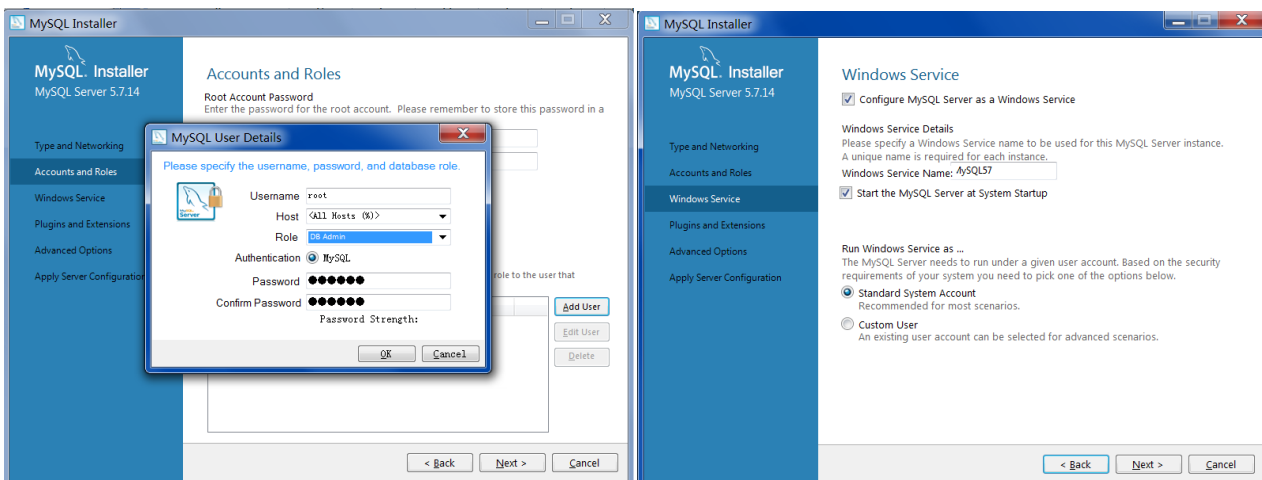 MySQL Installer
MySQL. Installer
MySQL Server 5.7.14
Type and Networking
Accounts and Roles
Windows Service
Plugins and Extensions
Advanced Options
Apply Server Configuration
Accounts and Roles
Root Account Password
Enter the password for the root account. Please remember to store this password in a
MySQL User Details
Please specify the username, password, and database role.
Server
Username root
Host <All Hosts (%)>
Role DB Admin
Authentication MySQL
Password ●●●●●●
Confirm Password ●●●●●●
Password Strength:
OK Cancel
role to the user that
Add User
Edit User
Delete
< Back Next > Cancel
MySQL Installer
MySQL. Installer
MySQL Server 5.7.14
Type and Networking
Accounts and Roles
Windows Service
Plugins and Extensions
Advanced Options
Apply Server Configuration
Windows Service
Configure MySQL Server as a Windows Service
Windows Service Details
Please specify a Windows Service name to be used for this MySQL Server instance.
A unique name is required for each instance.
Windows Service Name: MySQL57
Start the MySQL Server at System Startup
Run Windows Service as ...
The MySQL Server needs to run under a given user account. Based on the security
requirements of your system you need to pick one of the options below.
Standard System Account
Recommended for most scenarios.
Custom User
An existing user account can be selected for advanced scenarios.
< Back Next > Cancel